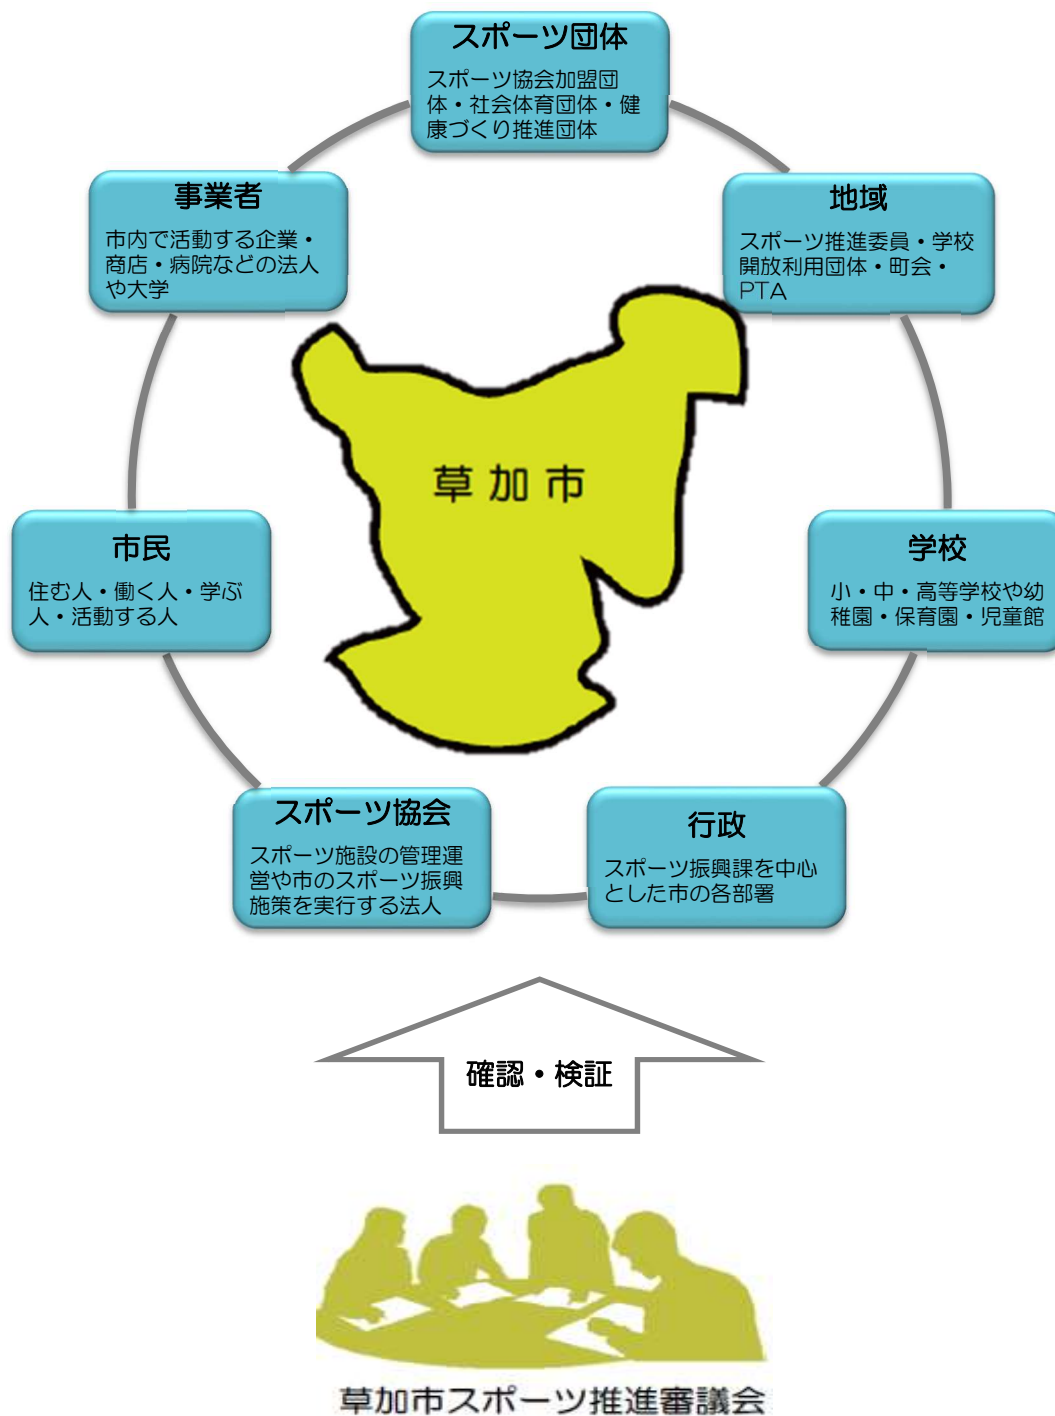 スポーツ団体
スポーツ協会加盟団
体・社会体育団体・健
康づくり推進団体
事業者
市内で活動する企業・
商店・病院などの法人
や大学
地域
スポーツ推進委員・学校
開放利用団体・町会・
PTA
草加市
市民
住む人・働く人・学ぶ
人・活動する人
学校
小・中・高等学校や幼
稚園・保育園・児童館
スポーツ協会
スポーツ施設の管理運
営や市のスポーツ振興
施策を実行する法人
行政
スポーツ振興課を中心
とした市の各部署
確認・検証
草加市スポーツ推進審議会